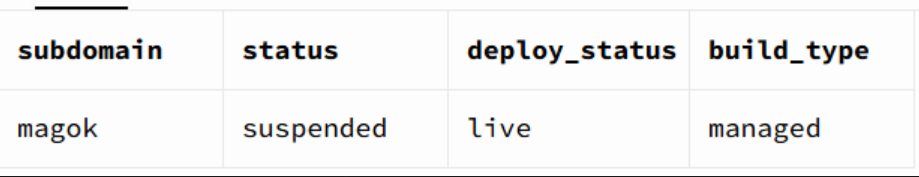 subdomain status deploy_status build_type
magok suspended live managed